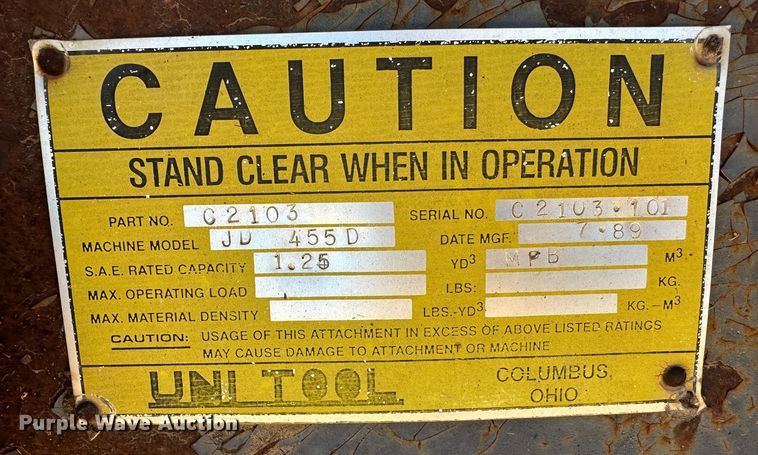 CAUTION
STAND CLEAR WHEN IN OPERATION
PART NO. C2103 SERIAL NO. C2103-101
MACHINE MODEL JD 455D DATE MGF. 7-89
S.A.E. RATED CAPACITY 1.25 YD³ MPB M³
MAX. OPERATING LOAD LBS: KG.
MAX. MATERIAL DENSITY LBS.-YD³ KG.-M³
CAUTION: USAGE OF THIS ATTACHMENT IN EXCESS OF ABOVE LISTED RATINGS
MAY CAUSE DAMAGE TO ATTACHMENT OR MACHINE
UNI TOOL COLUMBUS,
OHIO
Purple Wave Auction